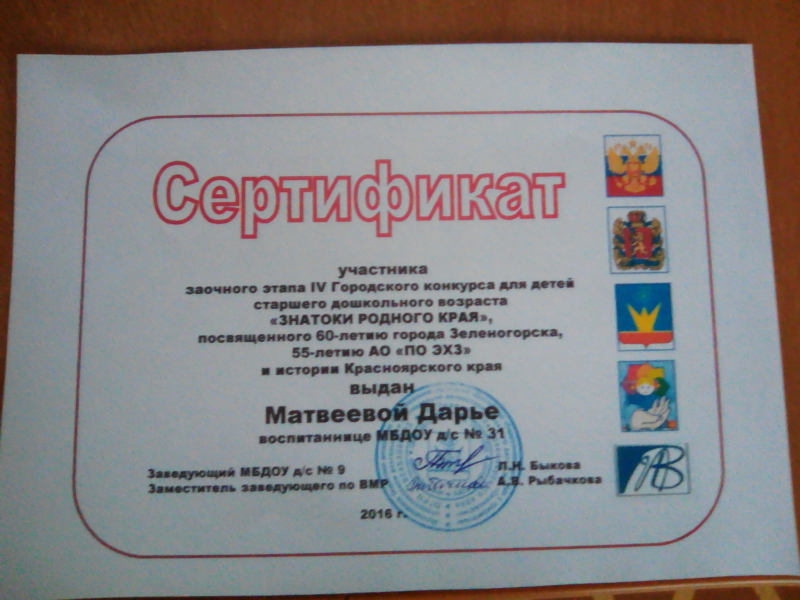 Сертификат
участника
заочного этапа IV Городского конкурса для детей
старшего дошкольного возраста
«ЗНАТОКИ РОДНОГО КРАЯ»,
посвященного 60-летию города Зеленогорска,
55-летию АО «ПО ЭХЗ»
и истории Красноярского края
выдан
Матвеевой Дарье
воспитаннице МБДОУ д/с № 31
Заведующий МБДОУ д/с № 9 Л.Н. Быкова
Заместитель заведующего по ВМР А.В. Рыбачкова
2016 г.